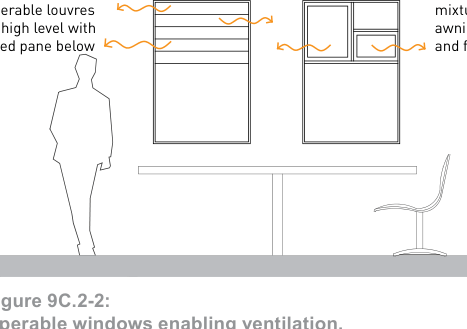 erable louvres
high level with
ed pane below
mixtu
awni
and f
gure 9C.2-2:
perable windows enabling ventilation.